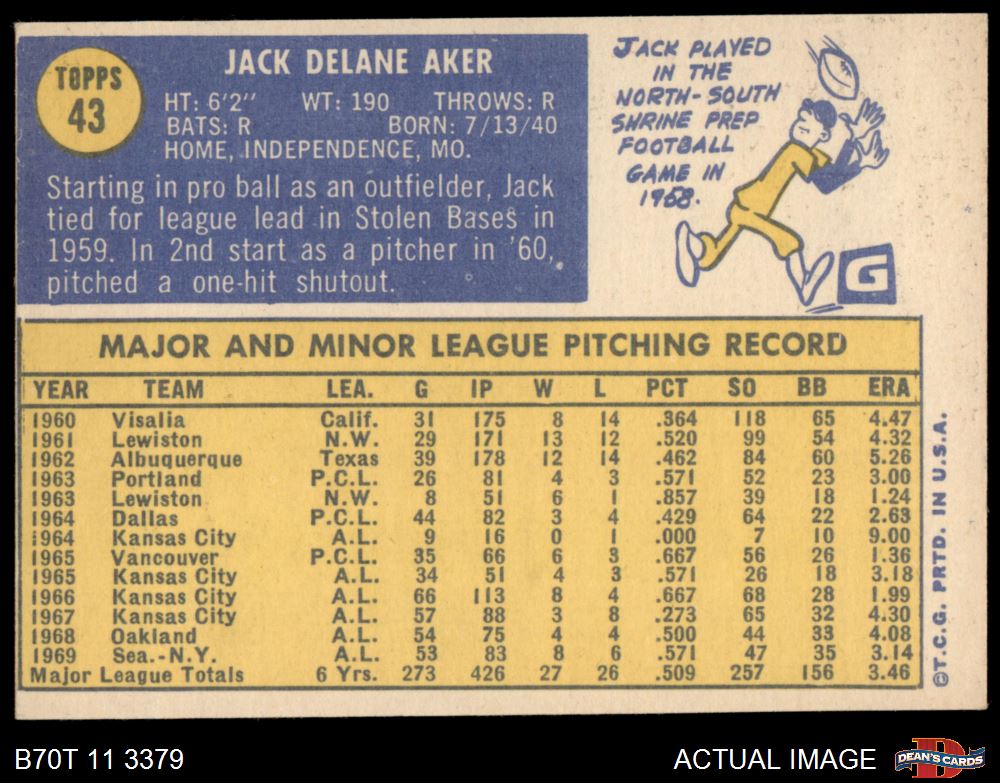 TOPPS
43
JACK DELANE AKER
HT: 6'2" WT: 190 THROWS: R
BATS: R BORN: 7/13/40
HOME, INDEPENDENCE, MO.
Starting in pro ball as an outfielder, Jack
tied for league lead in Stolen Bases in
1959. In 2nd start as a pitcher in '60,
pitched a one-hit shutout.
JACK PLAYED
IN THE
NORTH-SOUTH
SHRINE PREP
FOOTBALL
GAME IN
1958.
G
MAJOR AND MINOR LEAGUE PITCHING RECORD
YEAR TEAM LEA. G IP W L PCT SO BB ERA
1960 Visalia Calif. 31 175 8 14 .364 118 65 4.47
1961 Lewiston N.W. 29 171 13 12 .520 99 54 4.32
1962 Albuquerque Texas 39 178 12 14 .462 84 60 5.26
1963 Portland P.C.L. 26 81 4 3 .571 52 23 3.00
1963 Lewiston N.W. 8 51 6 1 .857 39 18 1.24
1964 Dallas P.C.L. 44 82 3 4 .429 64 22 2.63
1964 Kansas City A.L. 9 16 0 1 .000 7 10 9.00
1965 Vancouver P.C.L. 35 66 6 3 .667 56 26 1.36
1965 Kansas City A.L. 34 51 4 3 .571 26 18 3.18
1966 Kansas City A.L. 66 113 8 4 .667 68 28 1.99
1967 Kansas City A.L. 57 88 3 8 .273 65 32 4.30
1968 Oakland A.L. 54 75 4 4 .500 44 33 4.08
1969 Sea.-N.Y. A.L. 53 83 8 6 .571 47 35 3.14
Major League Totals 6 Yrs. 273 426 27 26 .509 257 156 3.46
©T.C.G. PRTD. IN U.S.A.
B70T 11 3379
ACTUAL IMAGE
D
DEAN'S CARDS